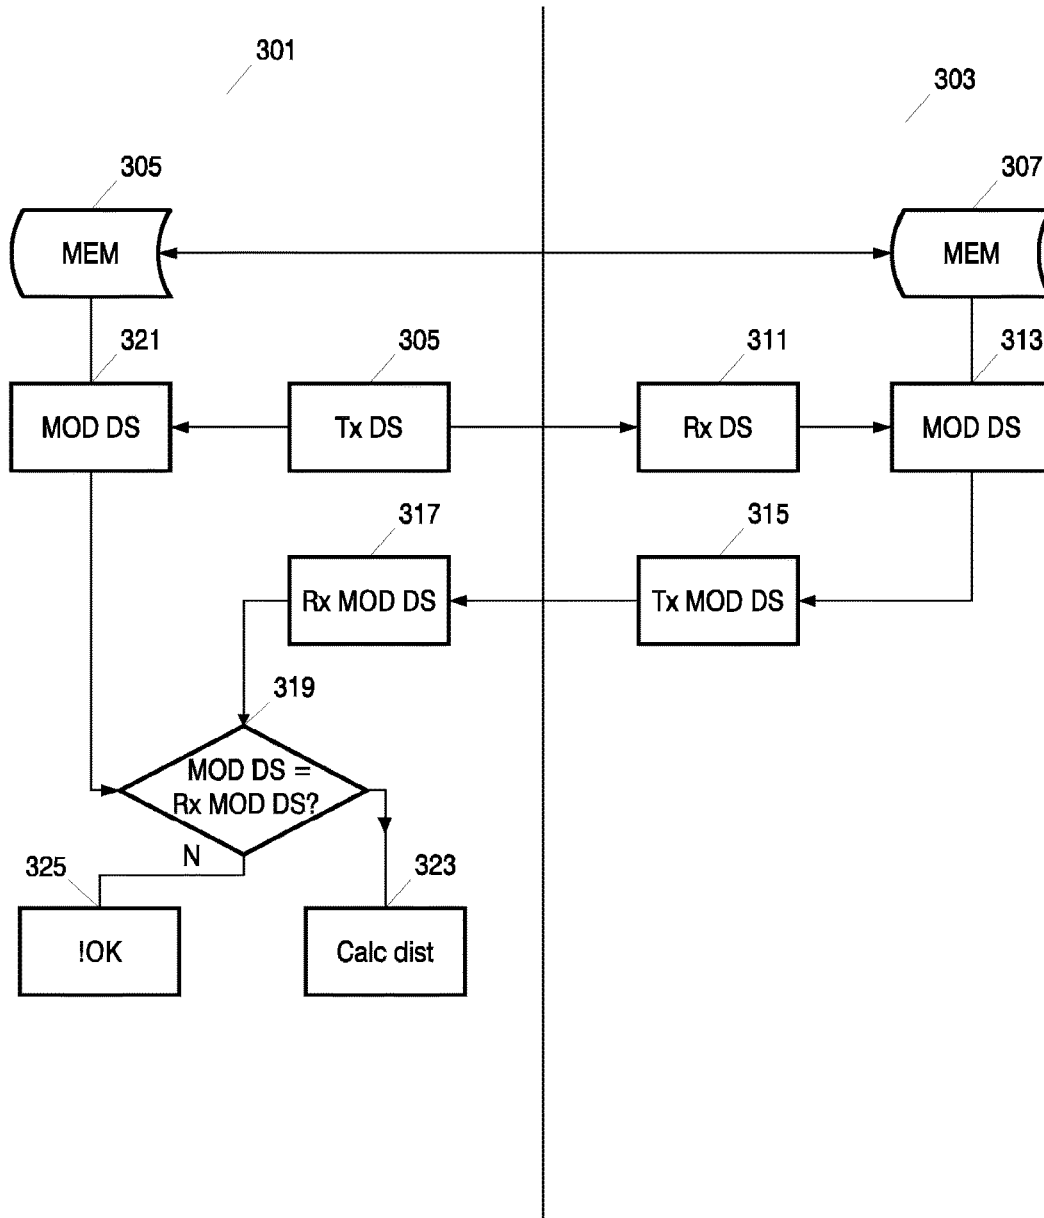 301
303
305
307
MEM
MEM
321
305
311
313
MOD DS
Tx DS
Rx DS
MOD DS
317
315
Rx MOD DS
Tx MOD DS
319
MOD DS =
Rx MOD DS?
N
325
323
!OK
Calc dist